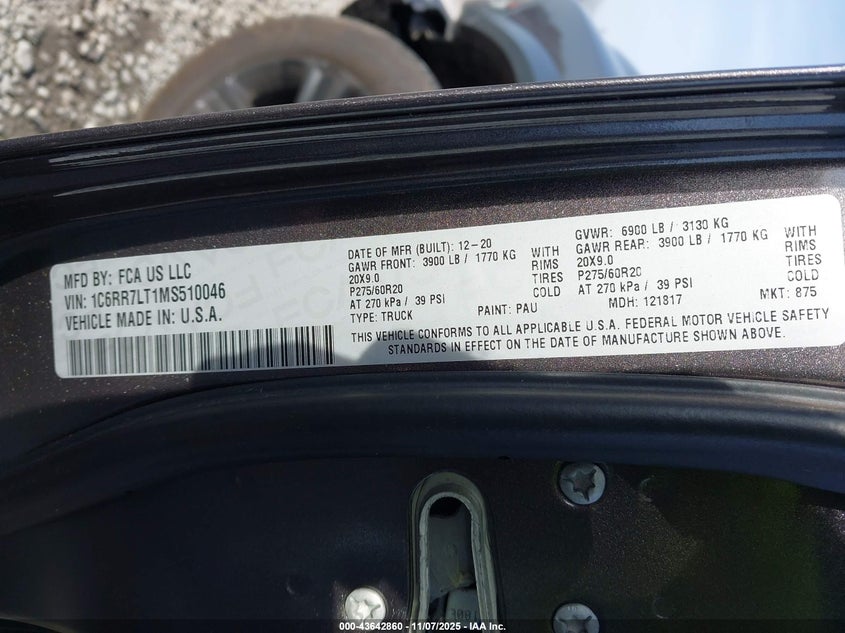 MFD BY: FCA US LLC
VIN: 1C6RR7LT1MS510046
VEHICLE MADE IN: U.S.A.
DATE OF MFR (BUILT): 12-20
GAWR FRONT: 3900 LB / 1770 KG WITH
20X9.0 RIMS
P275/60R20 TIRES
AT 270 kPa / 39 PSI COLD
TYPE: TRUCK PAINT: PAU
GVWR: 6900 LB / 3130 KG
GAWR REAR: 3900 LB / 1770 KG WITH
20X9.0 RIMS
P275/60R20 TIRES
AT 270 kPa / 39 PSI COLD
MDH: 121817 MKT: 875
THIS VEHICLE CONFORMS TO ALL APPLICABLE U.S.A. FEDERAL MOTOR VEHICLE SAFETY
STANDARDS IN EFFECT ON THE DATE OF MANUFACTURE SHOWN ABOVE.
000-43642860 - 11/07/2025 - IAA Inc.